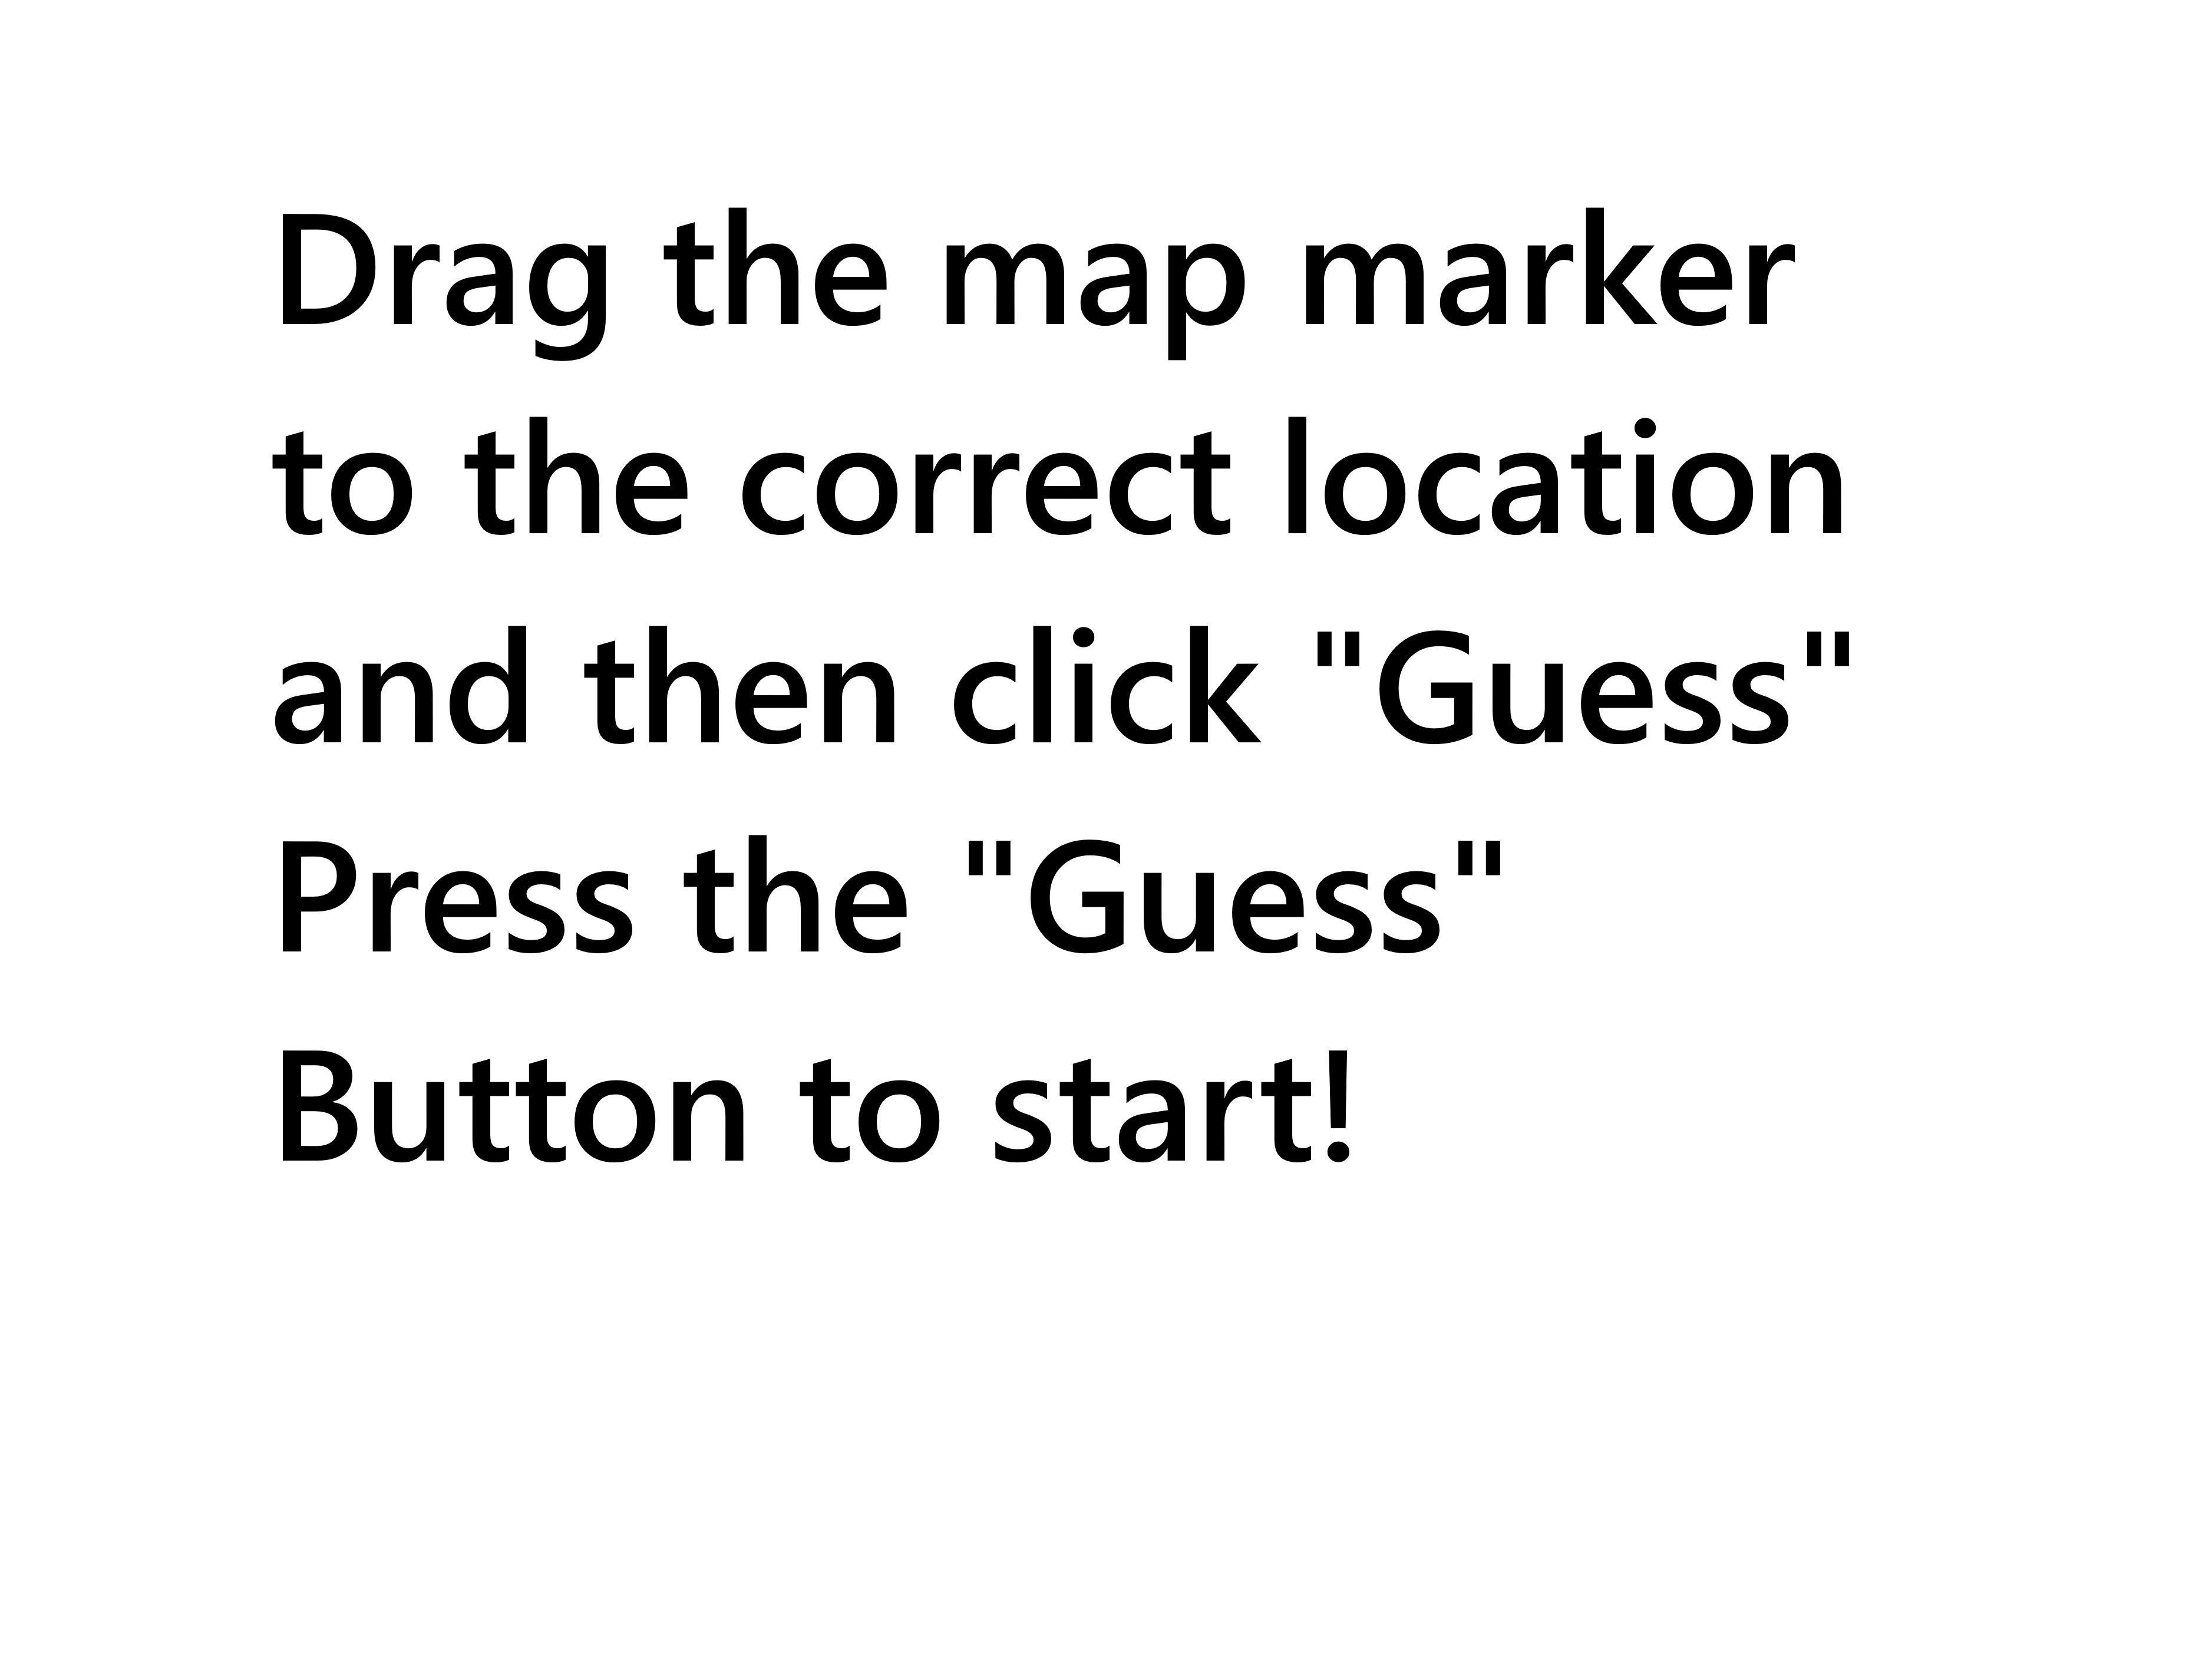 Drag the map marker
to the correct location
and then click "Guess"
Press the "Guess"
Button to start!